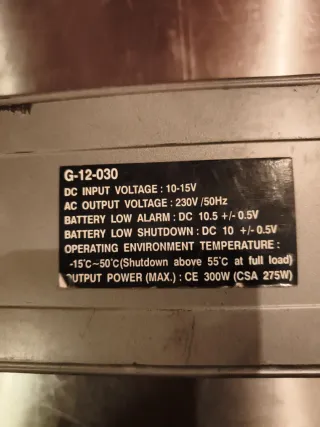 G-12-030
DC INPUT VOLTAGE : 10-15V
AC OUTPUT VOLTAGE : 230V /50Hz
BATTERY LOW ALARM : DC 10.5 +/- 0.5V
BATTERY LOW SHUTDOWN : DC 10 +/- 0.5V
OPERATING ENVIRONMENT TEMPERATURE :
-15℃~50℃(Shutdown above 55℃ at full load)
OUTPUT POWER (MAX.) : CE 300W (CSA 275W)